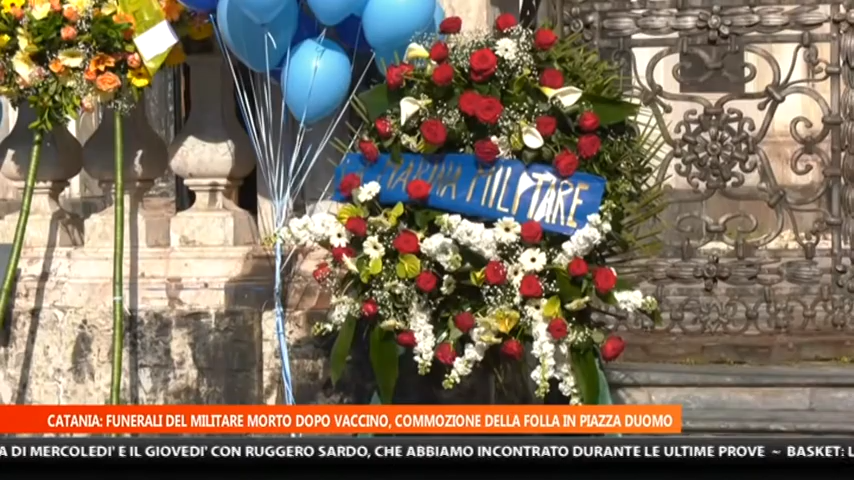 MARINA MILITARE
CATANIA: FUNERALI DEL MILITARE MORTO DOPO VACCINO, COMMOZIONE DELLA FOLLA IN PIAZZA DUOMO
A DI MERCOLEDI' E IL GIOVEDI' CON RUGGERO SARDO, CHE ABBIAMO INCONTRATO DURANTE LE ULTIME PROVE ~ BASKET: L